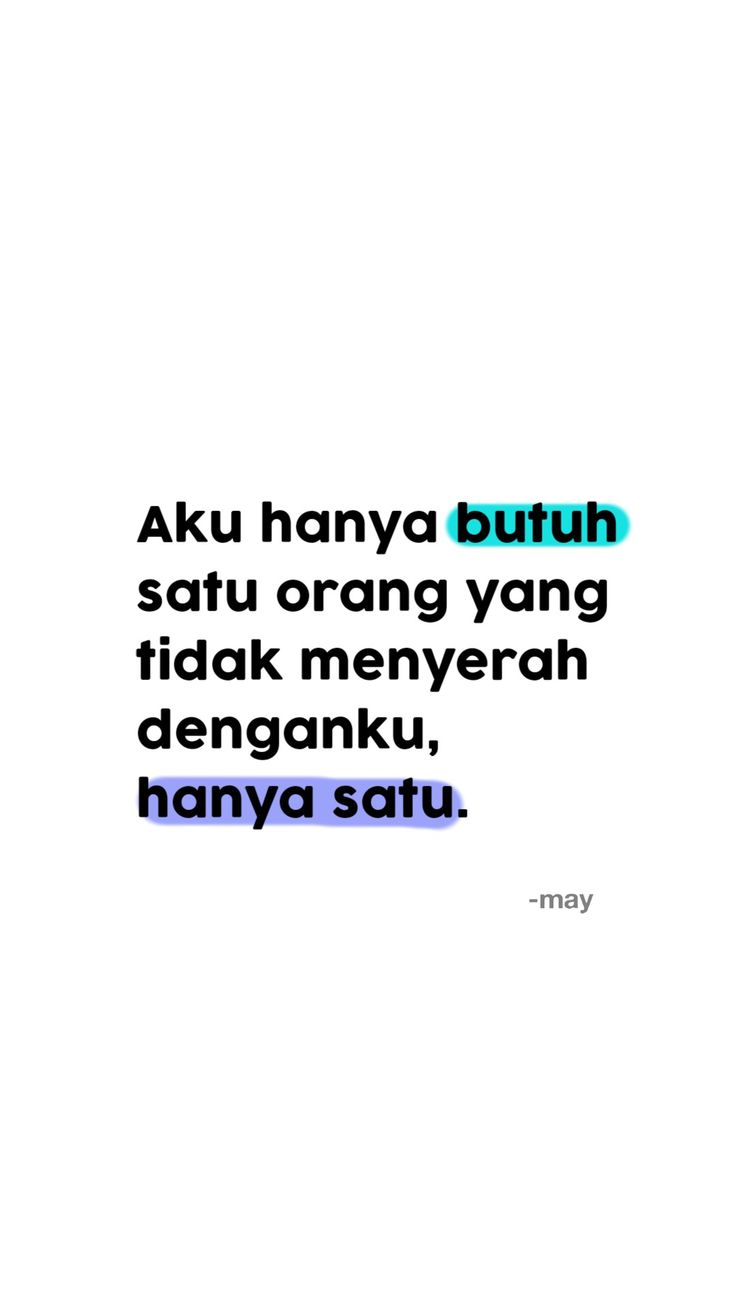 Aku hanya butuh
satu orang yang
tidak menyerah
denganku,
hanya satu.
-may